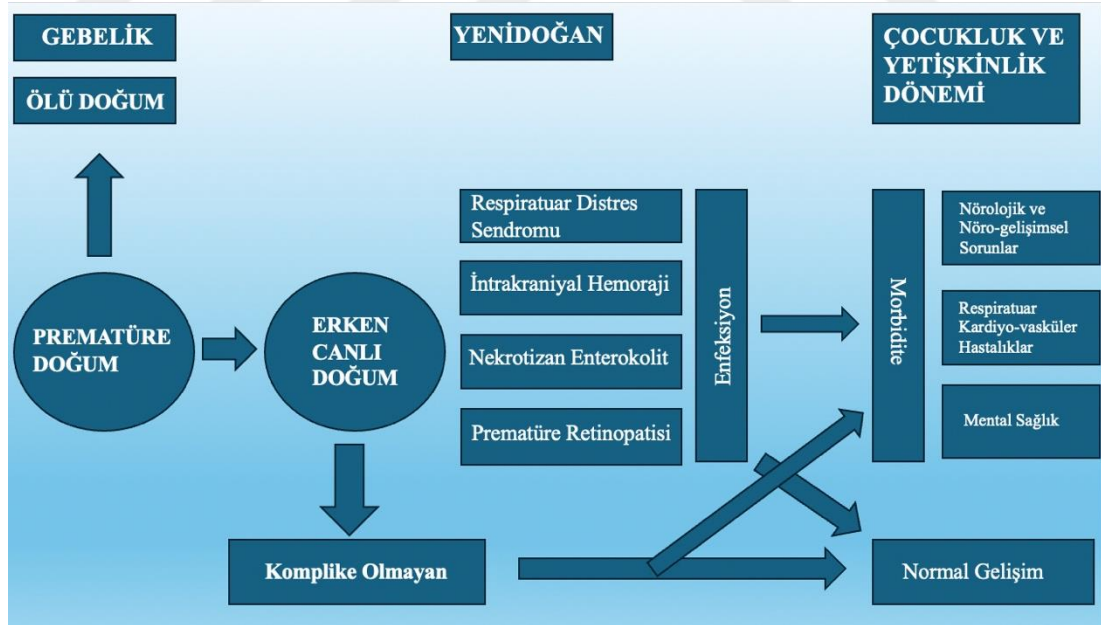 GEBELİK
ÖLÜ DOĞUM
YENİDOĞAN
ÇOCUKLUK VE
YETİŞKİNLİK
DÖNEMİ
PREMATÜRE
DOĞUM
ERKEN
CANLI
DOĞUM
Respiratuar Distres
Sendromu
İntrakraniyal Hemoraji
Nekrotizan Enterokolit
Prematüre Retinopatisi
Enfeksiyon
Morbidite
Nörolojik ve
Nöro-gelişimsel
Sorunlar
Respiratuar
Kardiyo-vasküler
Hastalıklar
Mental Sağlık
Komplike Olmayan
Normal Gelişim